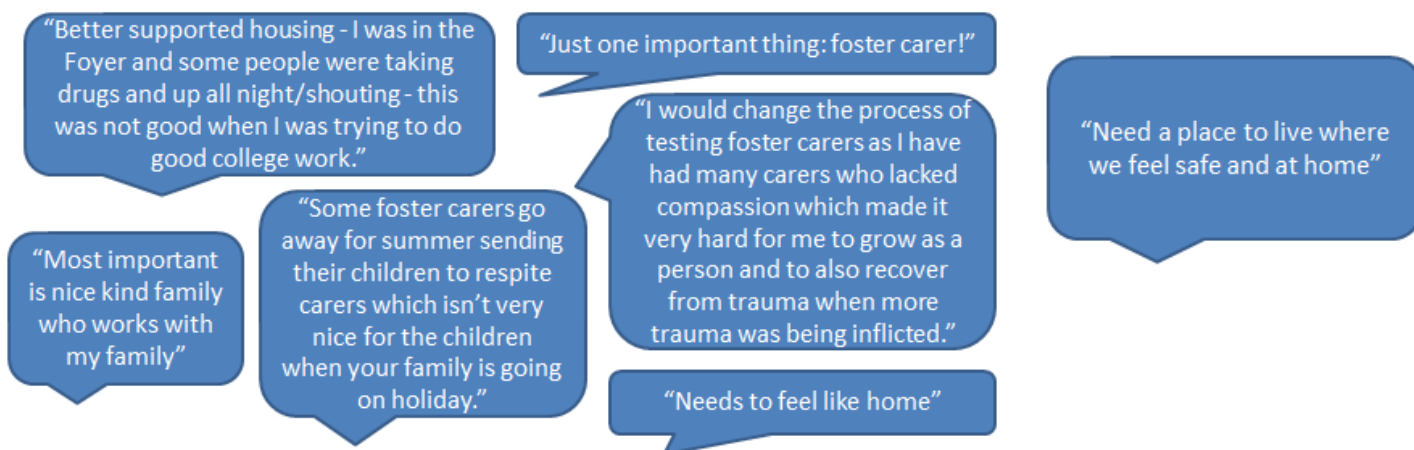 “Better supported housing - I was in the
Foyer and some people were taking
drugs and up all night/shouting - this
was not good when I was trying to do
good college work.”
“Just one important thing: foster carer!”
“I would change the process of
testing foster carers as I have
had many carers who lacked
compassion which made it
very hard for me to grow as a
person and to also recover
from trauma when more
trauma was being inflicted.”
“Need a place to live where
we feel safe and at home”
“Most important
is nice kind family
who works with
my family”
“Some foster carers go
away for summer sending
their children to respite
carers which isn’t very
nice for the children
when your family is going
on holiday.”
“Needs to feel like home”